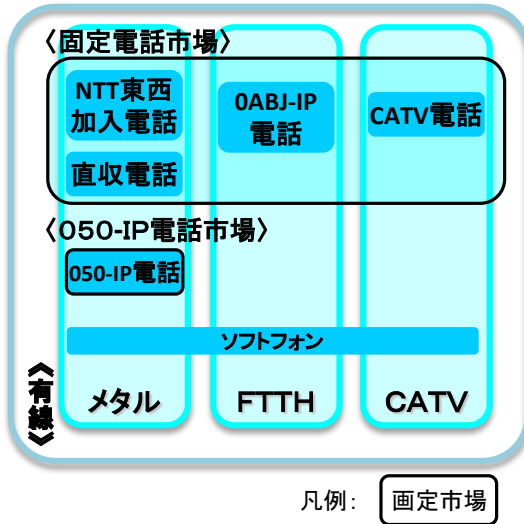 〈固定電話市場〉
NTT東西
加入電話
直収電話
0ABJ-IP
電話
CATV電話
〈050-IP電話市場〉
050-IP電話
ソフトフォン
《有線》
メタル
FTTH
CATV
凡例：
画定市場